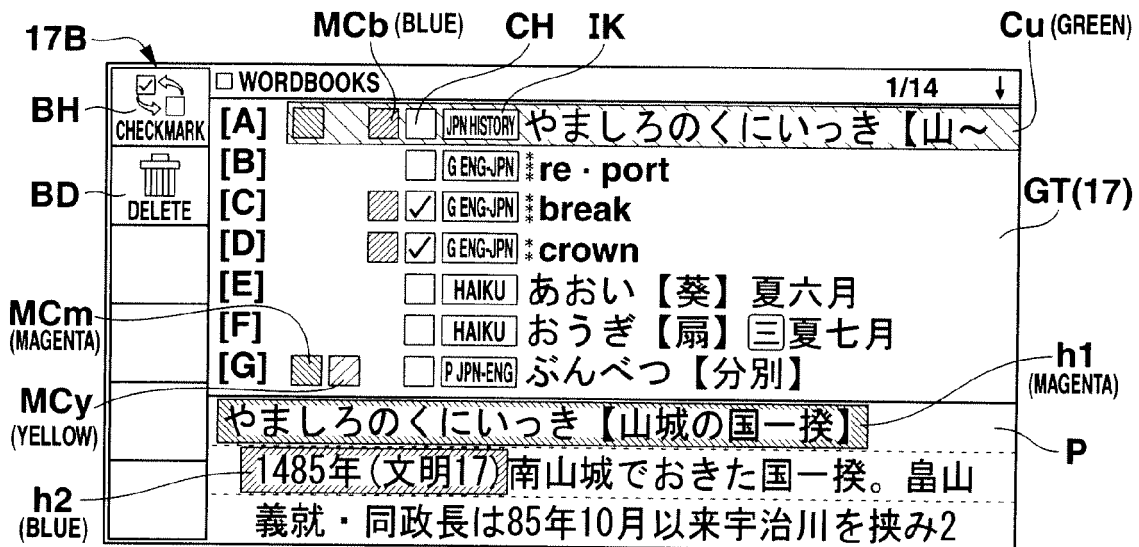 MCb (BLUE) CH IK Cu (GREEN)
17B
□ WORDBOOKS 1/14 ↓
BH CHECKMARK
[A] JPN HISTORY やましろのくにいっき【山~
[B] G ENG-JPN ***re・port
BD DELETE
[C] ✓ G ENG-JPN ***break
GT(17)
[D] ✓ G ENG-JPN **crown
[E] HAIKU あおい【葵】夏六月
MCm (MAGENTA)
[F] HAIKU おうぎ【扇】三夏七月
[G] P JPN-ENG ぶんべつ【分別】
h1 (MAGENTA)
MCy (YELLOW)
やましろのくにいっき【山城の国一揆】
P
1485年(文明17)南山城でおきた国一揆。畠山
h2 (BLUE)
義就・同政長は85年10月以来宇治川を挟み2